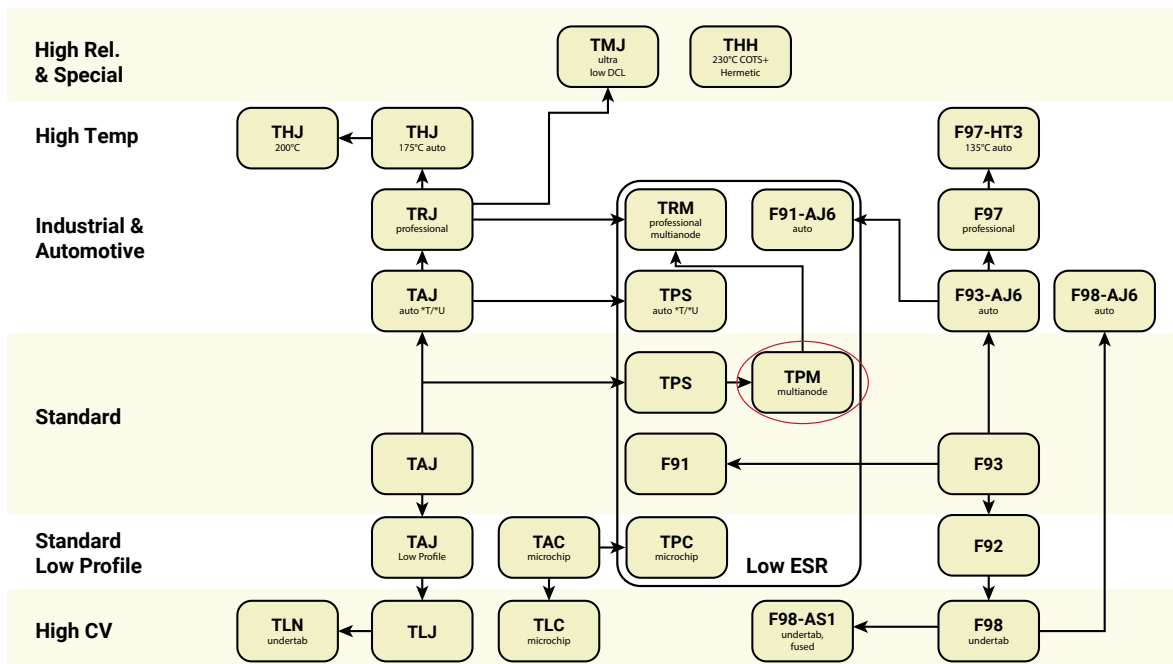 High Rel.
& Special
TMJ
ultra
low DCL
THH
230°C COTS+
Hermetic
High Temp
THJ
200°C
THJ
175°C auto
F97-HT3
135°C auto
Industrial &
Automotive
TRJ
professional
TRM
professional
multianode
F91-AJ6
auto
F97
professional
TAJ
auto *T/*U
TPS
auto *T/*U
F93-AJ6
auto
F98-AJ6
auto
Standard
TPS
TPM
multianode
TAJ
F91
F93
Standard
Low Profile
TAJ
Low Profile
TAC
microchip
TPC
microchip
Low ESR
F92
High CV
TLN
undertab
TLJ
TLC
microchip
F98-AS1
undertab,
fused
F98
undertab